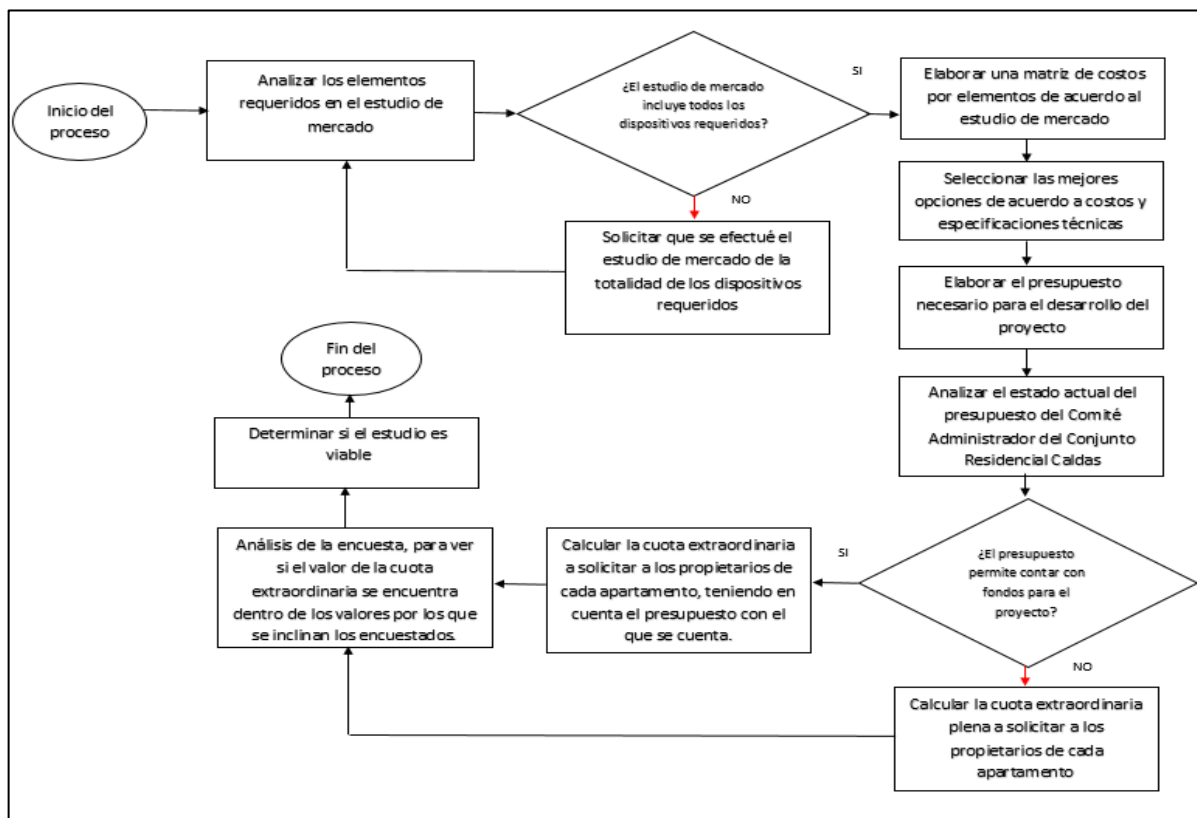 Inicio del
proceso
Analizar los elementos
requeridos en el estudio de
mercado
¿El estudio de mercado
incluye todos los
dispositivos requeridos?
SI
NO
Solicitar que se efectué el
estudio de mercado de la
totalidad de los dispositivos
requeridos
Elaborar una matriz de costos
por elementos de acuerdo al
estudio de mercado
Seleccionar las mejores
opciones de acuerdo a costos y
especificaciones técnicas
Elaborar el presupuesto
necesario para el desarrollo del
proyecto
Analizar el estado actual del
presupuesto del Comité
Administrador del Conjunto
Residencial Caldas
¿El presupuesto
permite contar con
fondos para el
proyecto?
SI
NO
Calcular la cuota extraordinaria
a solicitar a los propietarios de
cada apartamento, teniendo en
cuenta el presupuesto con el
que se cuenta.
Calcular la cuota extraordinaria
plena a solicitar a los
propietarios de cada
apartamento
Análisis de la encuesta, para ver
si el valor de la cuota
extraordinaria se encuentra
dentro de los valores por los que
se inclinan los encuestados.
Determinar si el estudio es
viable
Fin del
proceso